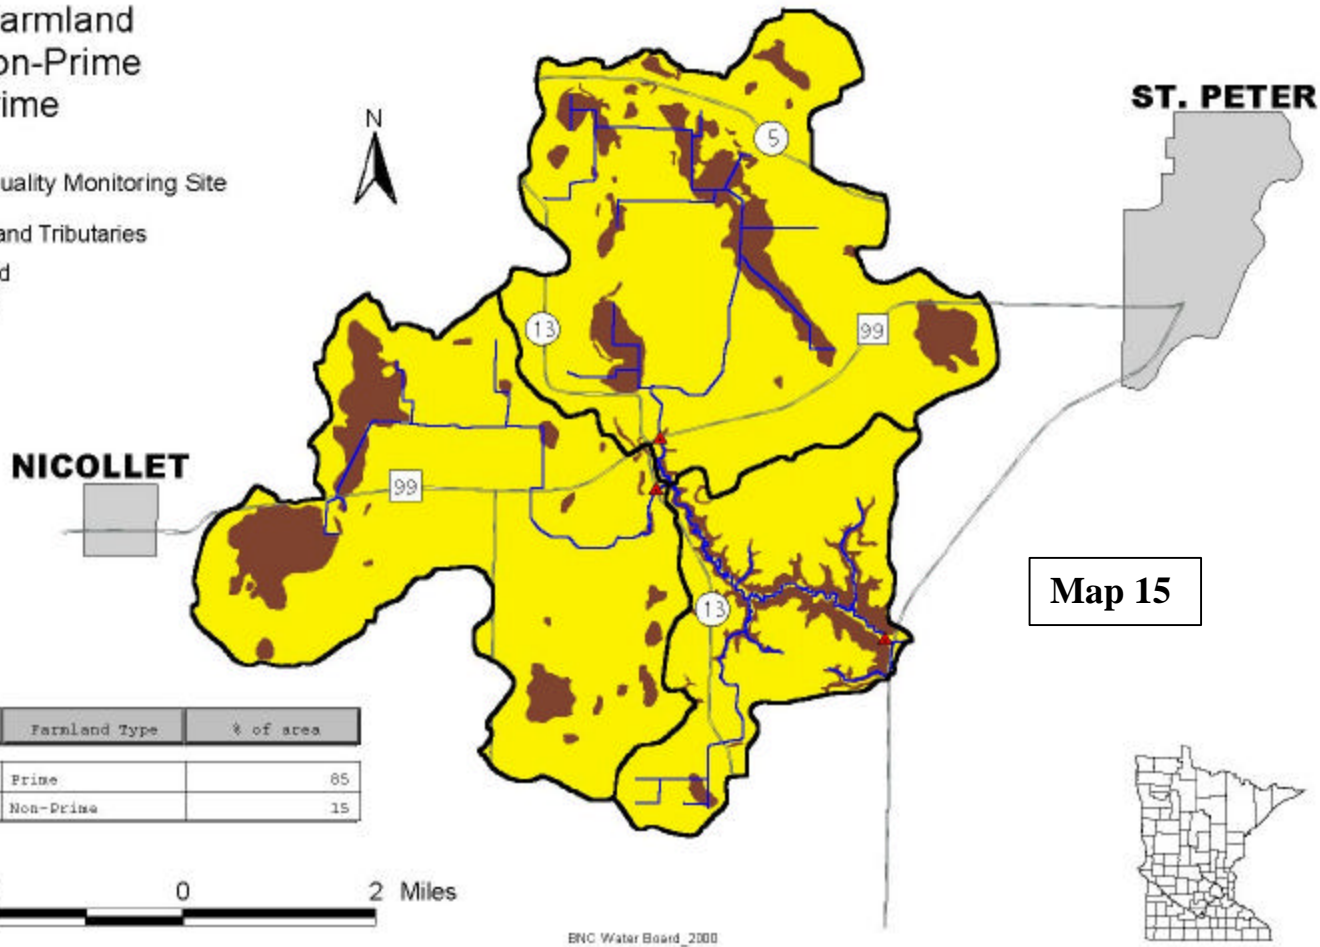 armland
on-Prime
rime
uality Monitoring Site
and Tributaries
d
N
ST. PETER
5
13
99
NICOLLET
99
13
Map 15
Farmland Type % of area
Prime 85
Non-Prime 15
0 2 Miles
BNC Water Board_2000